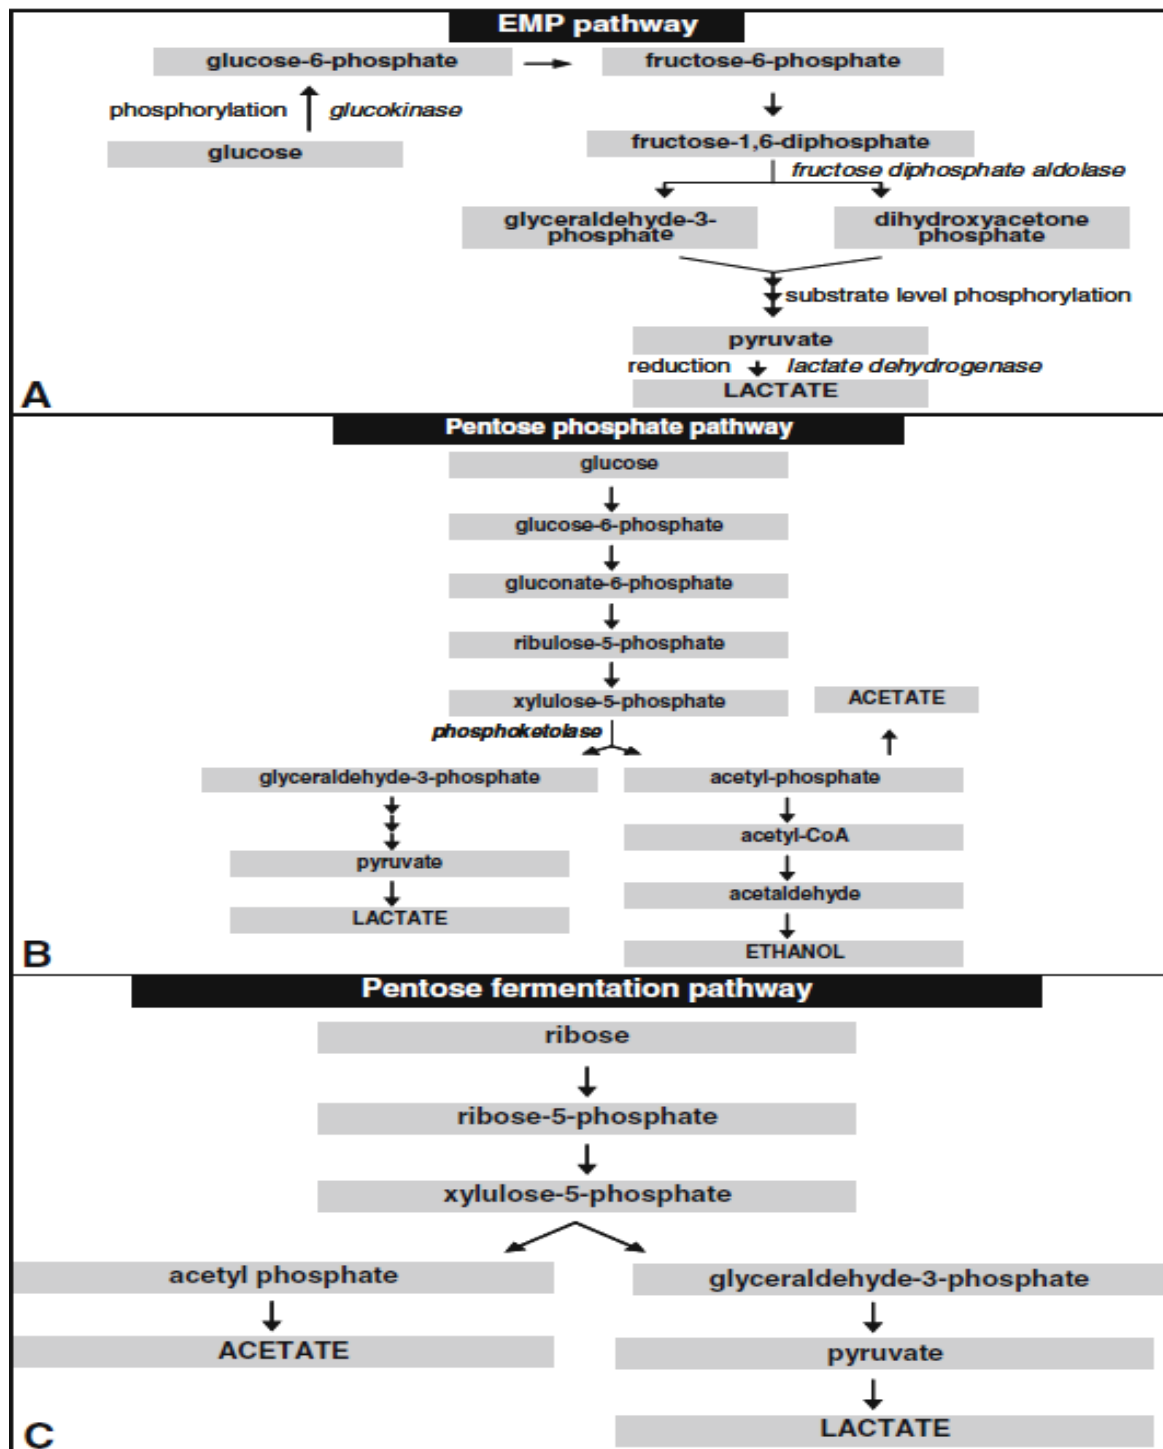 EMP pathway
glucose-6-phosphate
fructose-6-phosphate
phosphorylation
glucokinase
glucose
fructose-1,6-diphosphate
fructose diphosphate aldolase
glyceraldehyde-3-
phosphate
dihydroxyacetone
phosphate
substrate level phosphorylation
pyruvate
reduction
lactate dehydrogenase
LACTATE
A
Pentose phosphate pathway
glucose
glucose-6-phosphate
gluconate-6-phosphate
ribulose-5-phosphate
xylulose-5-phosphate
ACETATE
phosphoketolase
glyceraldehyde-3-phosphate
acetyl-phosphate
acetyl-CoA
pyruvate
acetaldehyde
LACTATE
ETHANOL
B
Pentose fermentation pathway
ribose
ribose-5-phosphate
xylulose-5-phosphate
acetyl phosphate
glyceraldehyde-3-phosphate
ACETATE
pyruvate
LACTATE
C